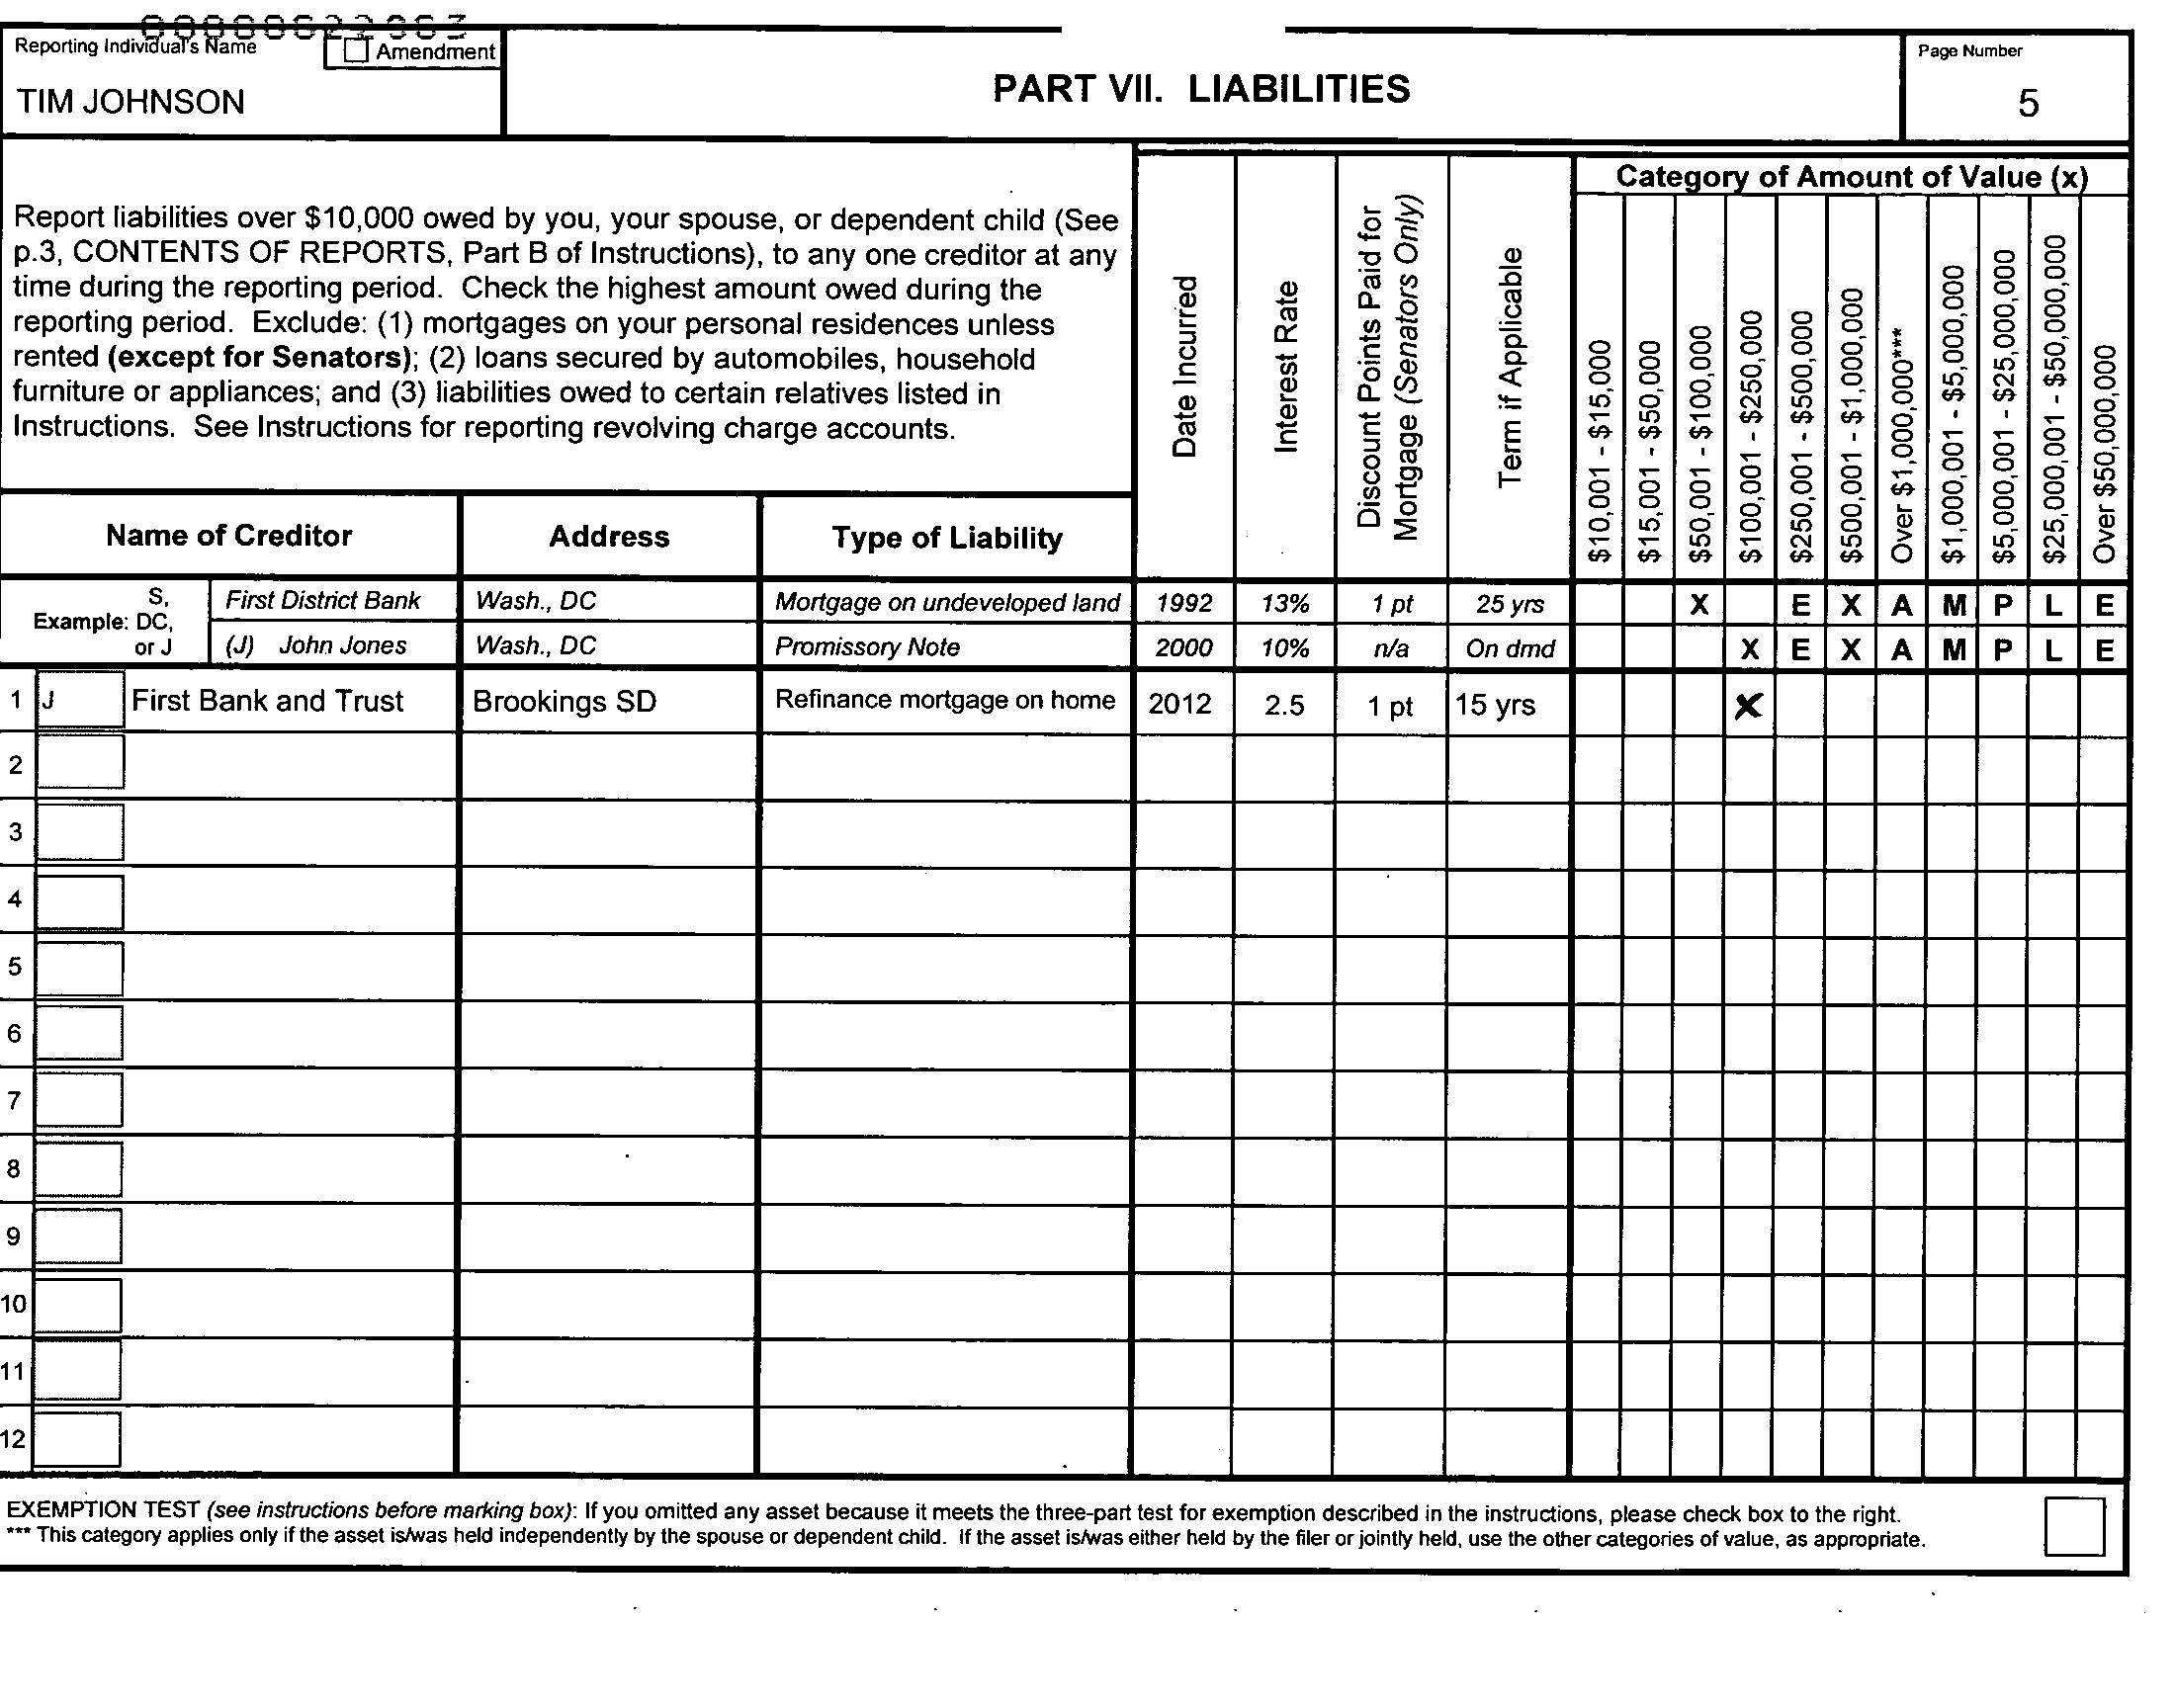 Reporting Individual's Name
Amendment
TIM JOHNSON
PART VII. LIABILITIES
Page Number
5
Report liabilities over $10,000 owed by you, your spouse, or dependent child (See
p.3, CONTENTS OF REPORTS, Part B of Instructions), to any one creditor at any
time during the reporting period. Check the highest amount owed during the
reporting period. Exclude: (1) mortgages on your personal residences unless
rented (except for Senators); (2) loans secured by automobiles, household
furniture or appliances; and (3) liabilities owed to certain relatives listed in
Instructions. See Instructions for reporting revolving charge accounts.
Date Incurred
Interest Rate
Discount Points Paid for
Mortgage (Senators Only)
Term if Applicable
Category of Amount of Value (x)
$10,001 - $15,000
$15,001 - $50,000
$50,001 - $100,000
$100,001 - $250,000
$250,001 - $500,000
$500,001 - $1,000,000
Over $1,000,000***
$1,000,001 - $5,000,000
$5,000,001 - $25,000,000
$25,000,001 - $50,000,000
Over $50,000,000
Name of Creditor Address Type of Liability
Example: S,
DC,
or J
First District Bank Wash., DC Mortgage on undeveloped land 1992 13% 1 pt 25 yrs X E X A M P L E
(J) John Jones Wash., DC Promissory Note 2000 10% n/a On dmd X E X A M P L E
1 J First Bank and Trust Brookings SD Refinance mortgage on home 2012 2.5 1 pt 15 yrs X
2
3
4
5
6
7
8
9
10
11
12
EXEMPTION TEST (see instructions before marking box): If you omitted any asset because it meets the three-part test for exemption described in the instructions, please check box to the right.
*** This category applies only if the asset is/was held independently by the spouse or dependent child. If the asset is/was either held by the filer or jointly held, use the other categories of value, as appropriate.